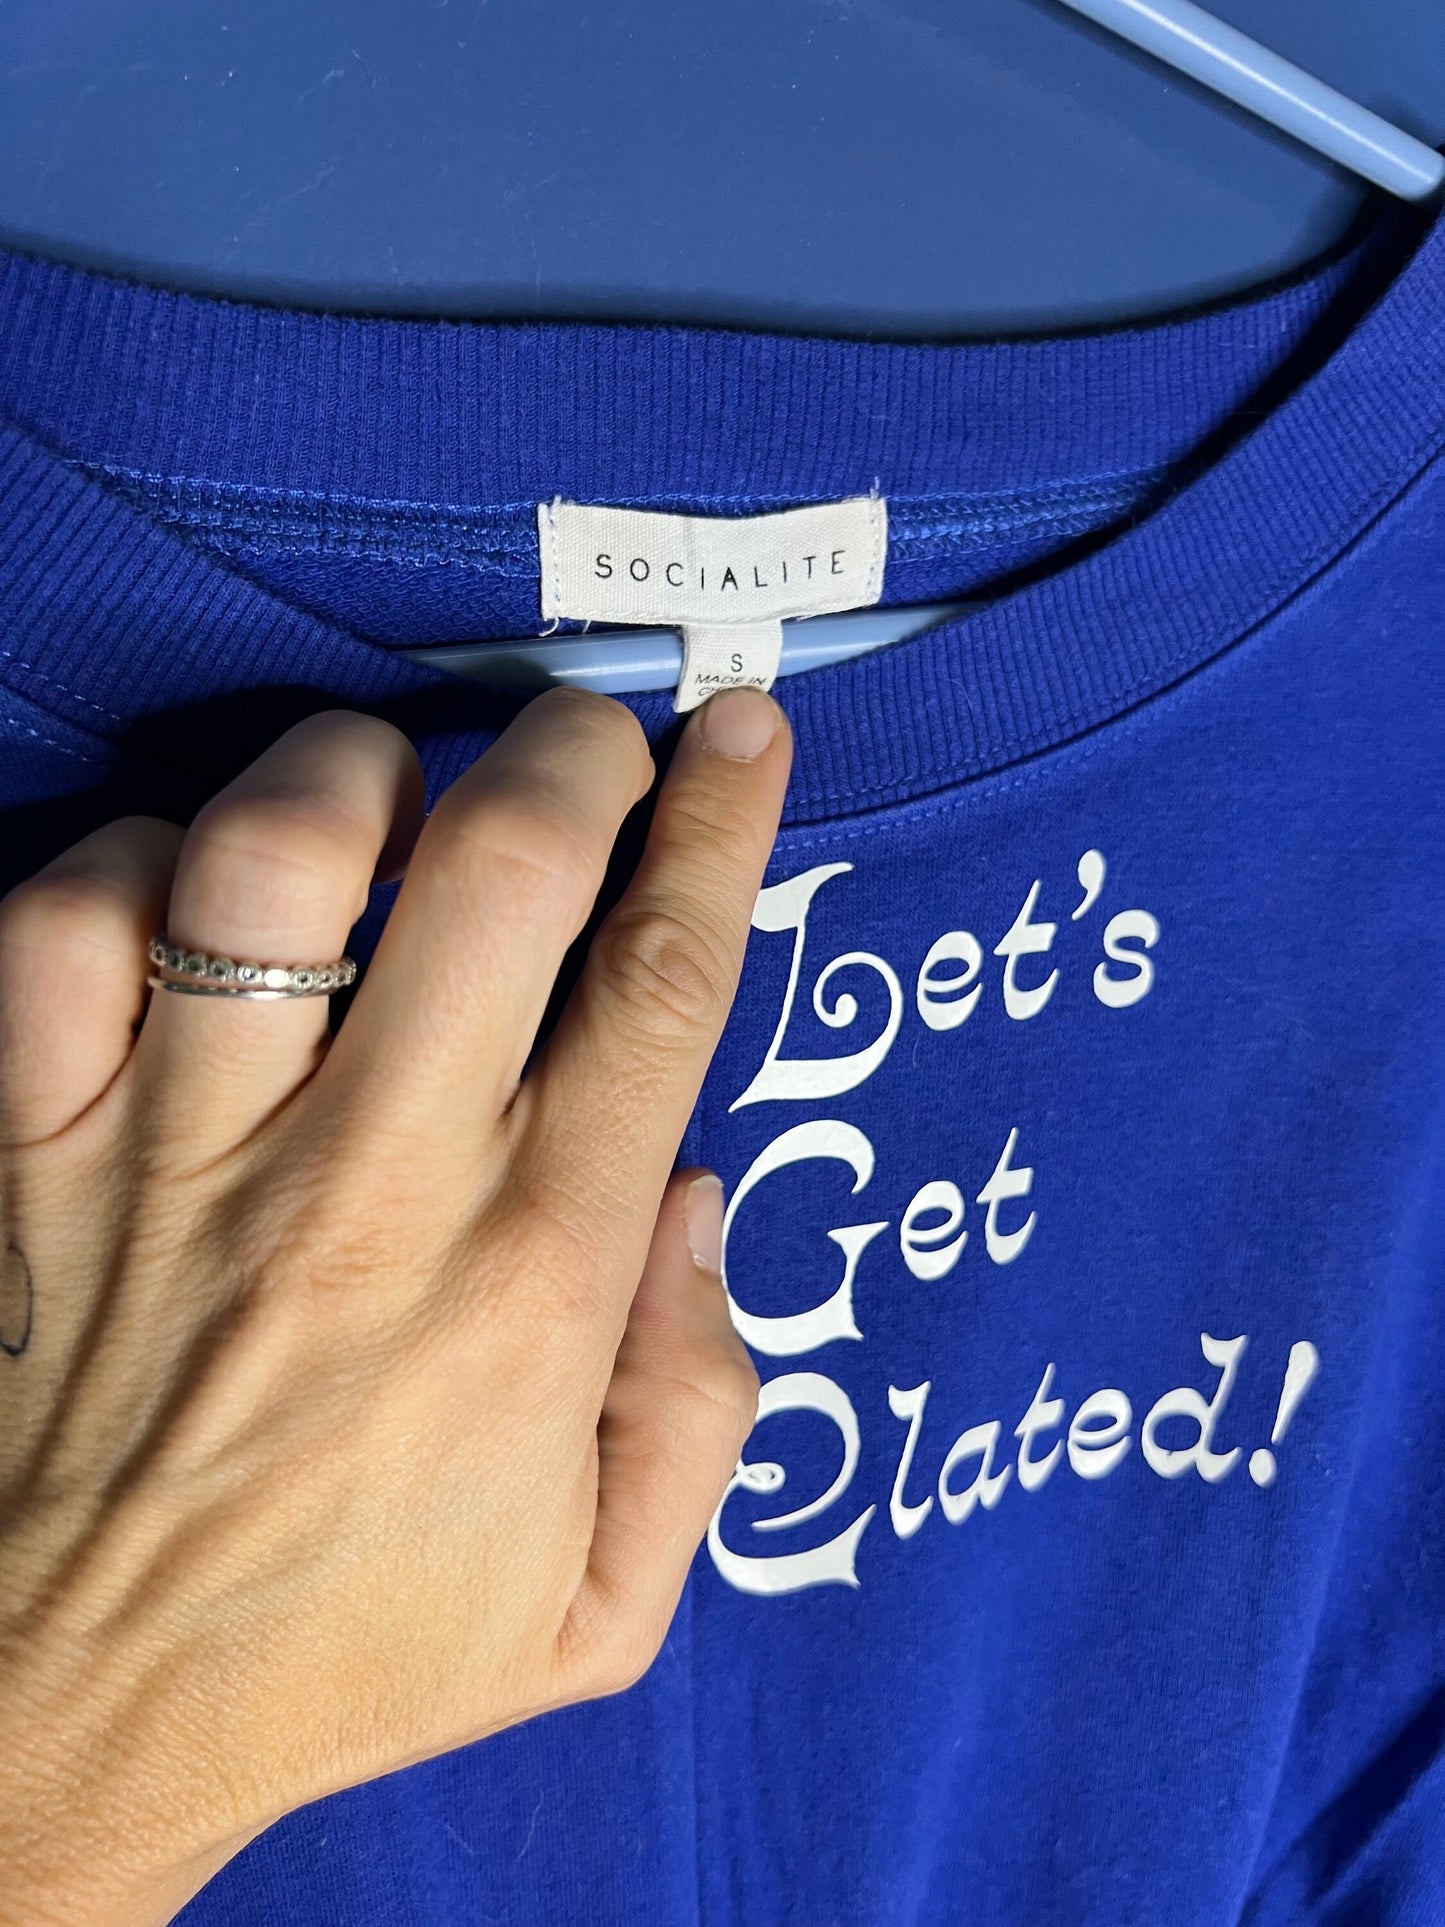 SOCIALITE
S
MADE IN
Let's
Get
Elated!